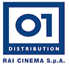 01
DISTRIBUTION
RAI CINEMA S.p.A.